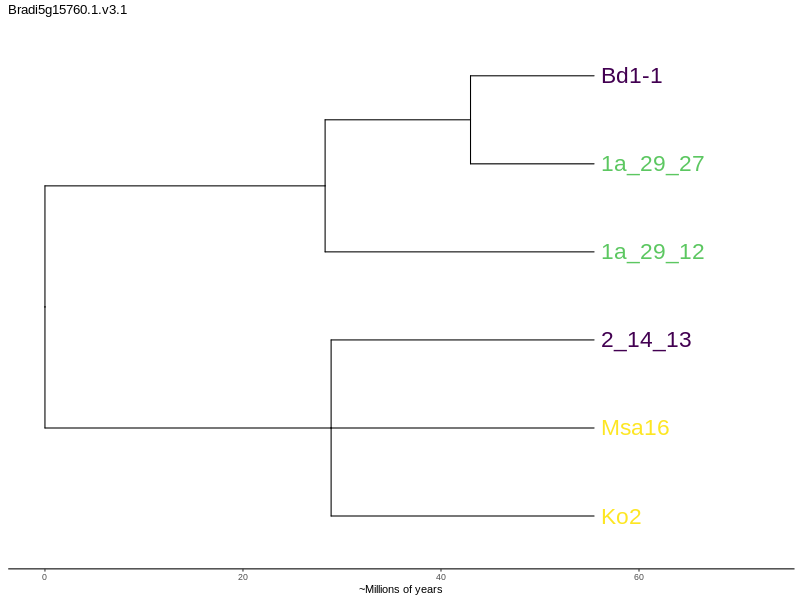 Bradi5g15760.1.v3.1
Bd1-1
1a_29_27
1a_29_12
2_14_13
Msa16
Ko2
0 20 40 60
~Millions of years